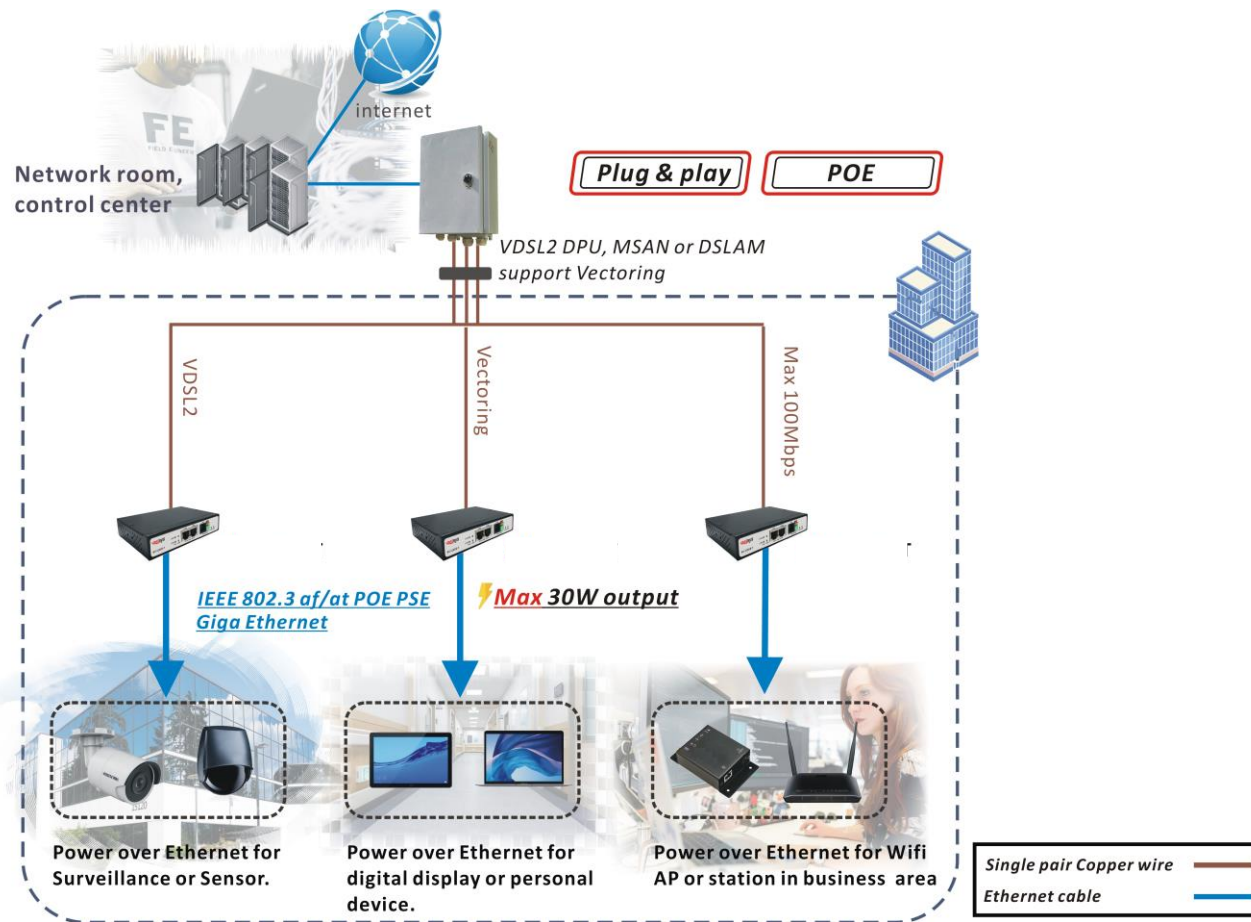 internet
FE
Network room,
control center
Plug & play
POE
VDSL2 DPU, MSAN or DSLAM
support Vectoring
VDSL2
Vectoring
Max 100Mbps
IEEE 802.3 af/at POE PSE
Giga Ethernet
Max 30W output
Power over Ethernet for
Surveillance or Sensor.
Power over Ethernet for
digital display or personal
device.
Power over Ethernet for Wifi
AP or station in business area
Single pair Copper wire
Ethernet cable